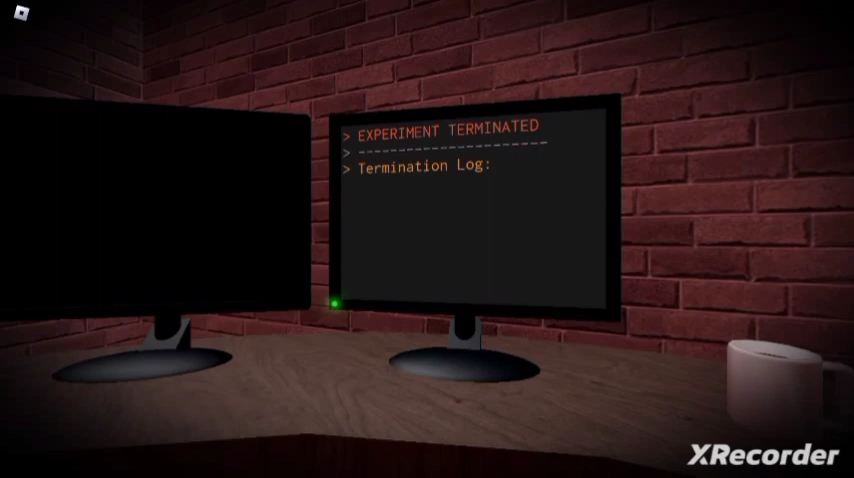 > EXPERIMENT TERMINATED
> ------------------------
> Termination Log:
XRecorder